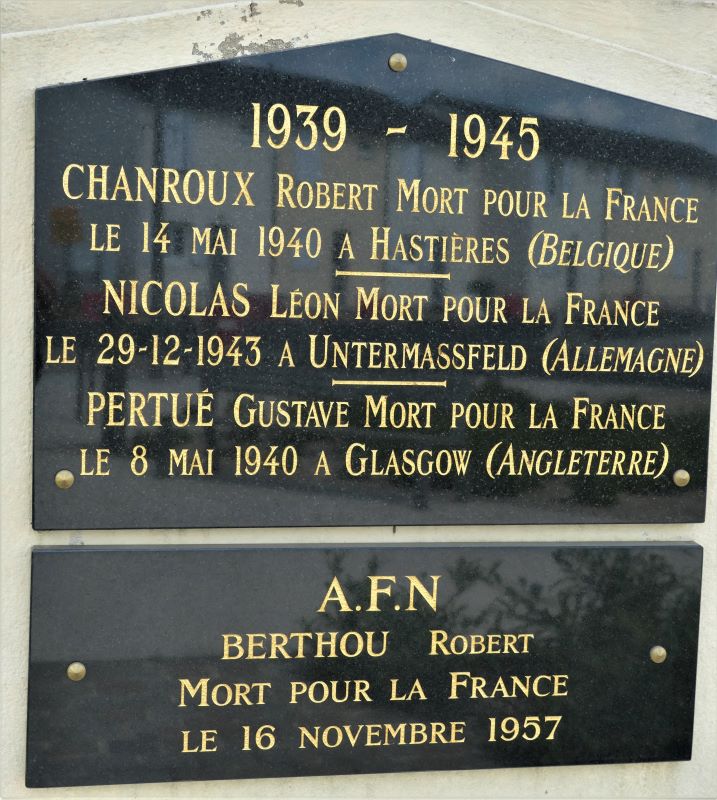 1939 - 1945
CHANROUX ROBERT MORT POUR LA FRANCE
LE 14 MAI 1940 A HASTIÈRES (BELGIQUE)
NICOLAS LÉON MORT POUR LA FRANCE
LE 29-12-1943 A UNTERMASSFELD (ALLEMAGNE)
PERTUÉ GUSTAVE MORT POUR LA FRANCE
LE 8 MAI 1940 A GLASGOW (ANGLETERRE)
A.F.N
BERTHOU ROBERT
MORT POUR LA FRANCE
LE 16 NOVEMBRE 1957